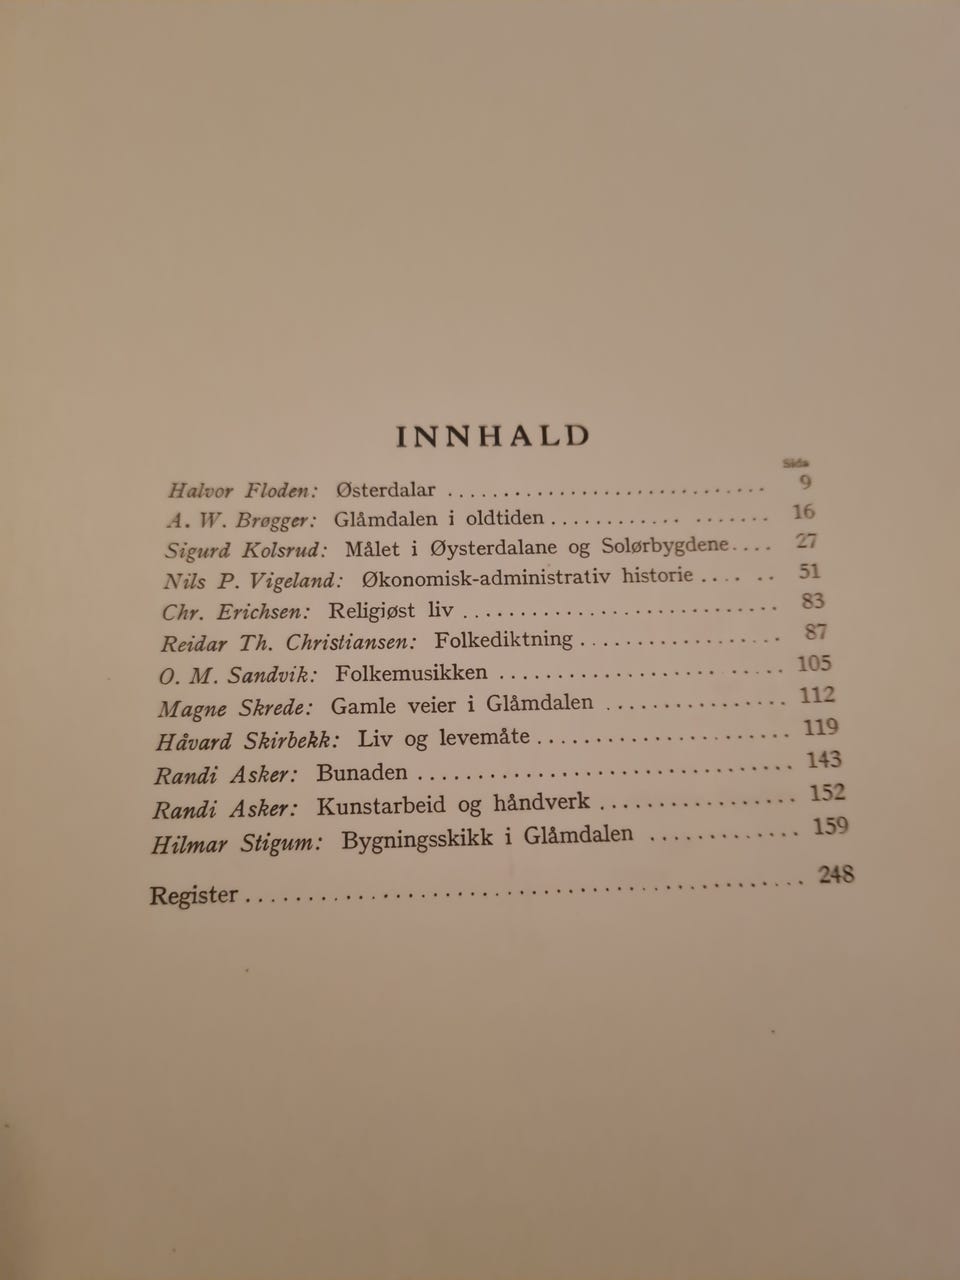 INNHALD
Side
Halvor Floden: Østerdalar .............................. 9
A. W. Brøgger: Glåmdalen i oldtiden ............ ....... 16
Sigurd Kolsrud: Målet i Øysterdalane og Solørbygdene.... 27
Nils P. Vigeland: Økonomisk-administrativ historie .... .. 51
Chr. Erichsen: Religiøst liv ............................ 83
Reidar Th. Christiansen: Folkediktning ................... 87
O. M. Sandvik: Folkemusikken .......................... 105
Magne Skrede: Gamle veier i Glåmdalen ................ 112
Håvard Skirbekk: Liv og levemåte ...................... 119
Randi Asker: Bunaden .................................. 143
Randi Asker: Kunstarbeid og håndverk ................. 152
Hilmar Stigum: Bygningsskikk i Glåmdalen ............. 159
Register ................................................ 248